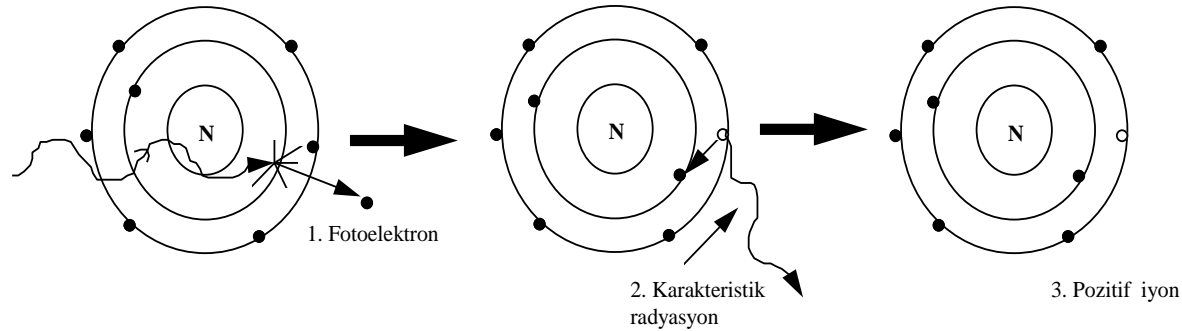 N
N
N
1. Fotoelektron
2. Karakteristik
radyasyon
3. Pozitif iyon